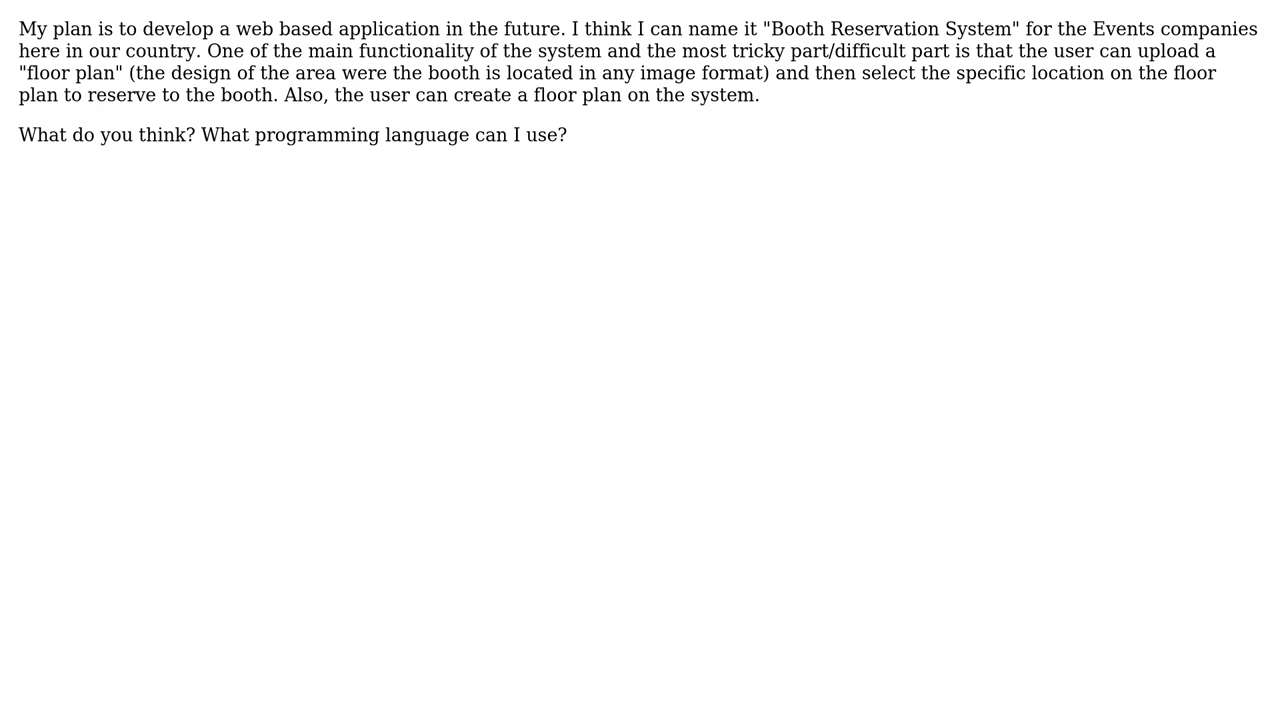 My plan is to develop a web based application in the future. I think I can name it "Booth Reservation System" for the Events companies
here in our country. One of the main functionality of the system and the most tricky part/difficult part is that the user can upload a
"floor plan" (the design of the area were the booth is located in any image format) and then select the specific location on the floor
plan to reserve to the booth. Also, the user can create a floor plan on the system.
What do you think? What programming language can I use?